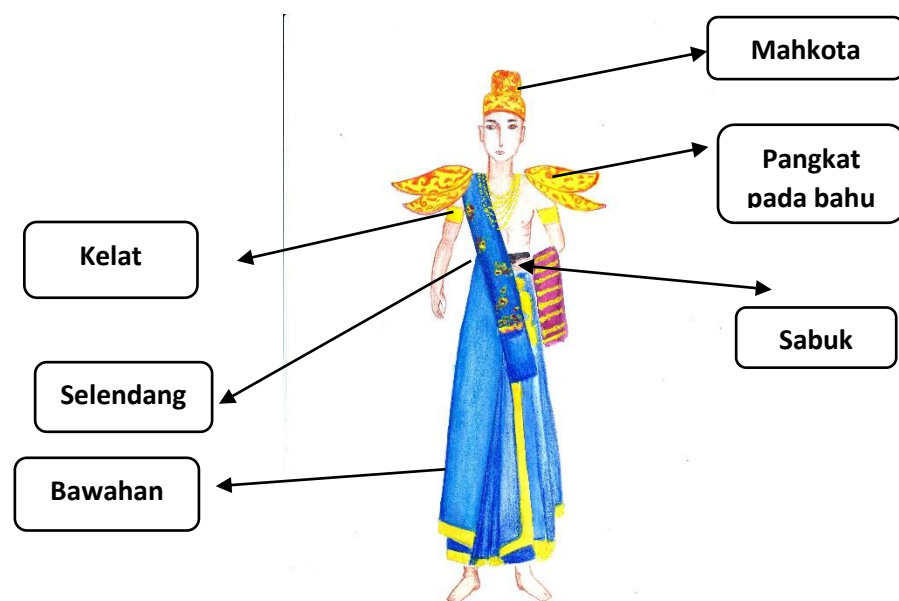 Mahkota
Pangkat
pada bahu
Kelat
Sabuk
Selendang
Bawahan